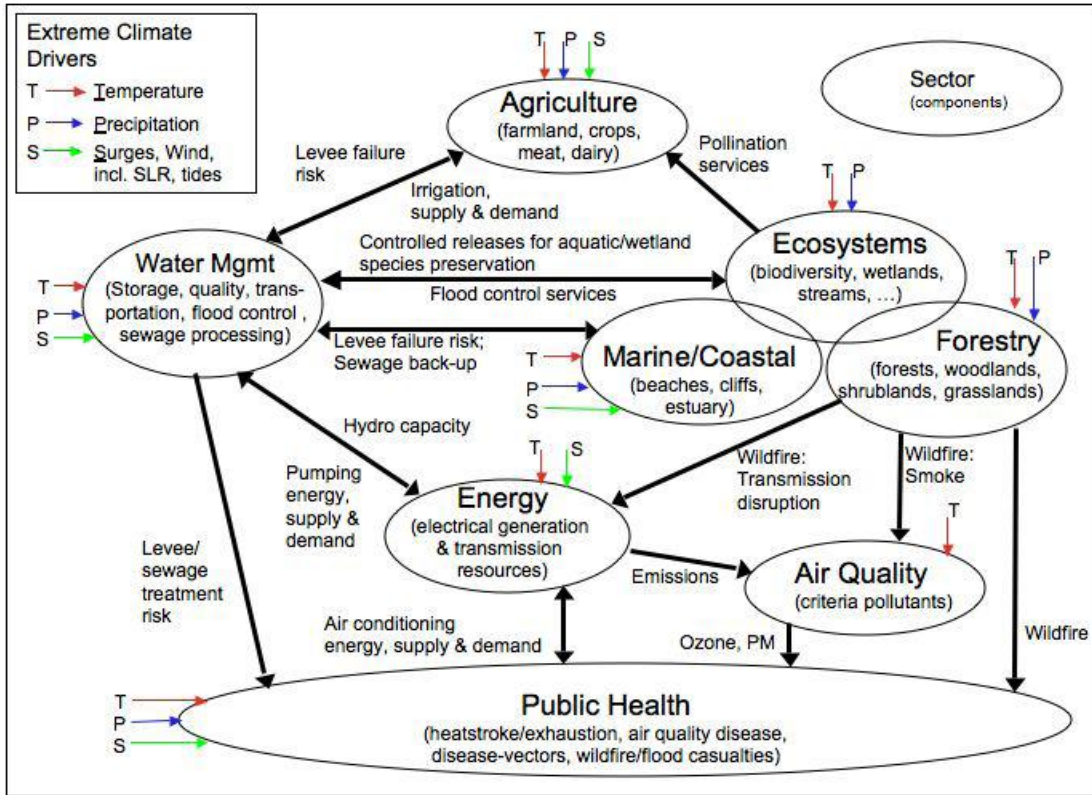 Extreme Climate
Drivers
T Temperature
P Precipitation
S Surges, Wind,
incl. SLR, tides
T P S
Agriculture
(farmland, crops,
meat, dairy)
Sector
(components)
Levee failure
risk
Pollination
services
Irrigation,
supply & demand
T P
Ecosystems
(biodiversity, wetlands,
streams, ...)
Controlled releases for aquatic/wetland
species preservation
Flood control services
T
P
S
Water Mgmt
(Storage, quality, trans-
portation, flood control ,
sewage processing)
T P
Forestry
(forests, woodlands,
shrublands, grasslands)
Levee failure risk;
Sewage back-up
T
P
S
Marine/Coastal
(beaches, cliffs,
estuary)
Hydro capacity
Pumping
energy,
supply &
demand
T S
Energy
(electrical generation
& transmission
resources)
Wildfire:
Transmission
disruption
Wildfire:
Smoke
T
Air Quality
(criteria pollutants)
Emissions
Levee/
sewage
treatment
risk
Air conditioning
energy, supply & demand
Ozone, PM
Wildfire
T
P
S
Public Health
(heatstroke/exhaustion, air quality disease,
disease-vectors, wildfire/flood casualties)